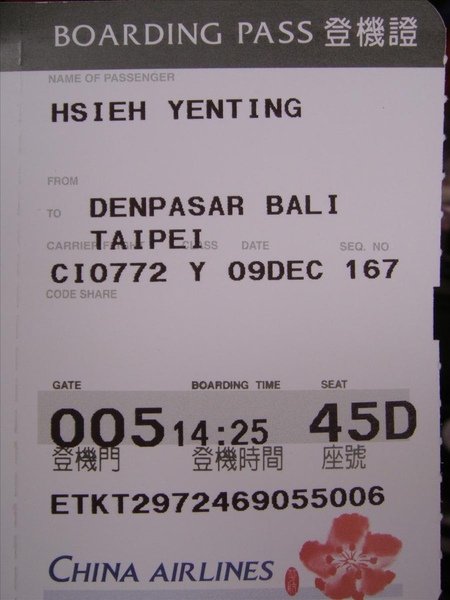 BOARDING PASS 登機證
NAME OF PASSENGER
HSIEH YENTING
FROM
DENPASAR BALI
TO
TAIPEI
CARRIER FLIGHT CLASS DATE SEQ. NO
CI0772 Y 09DEC 167
CODE SHARE
GATE BOARDING TIME SEAT
005 14:25 45D
登機門 登機時間 座號
ETKT2972469055006
CHINA AIRLINES